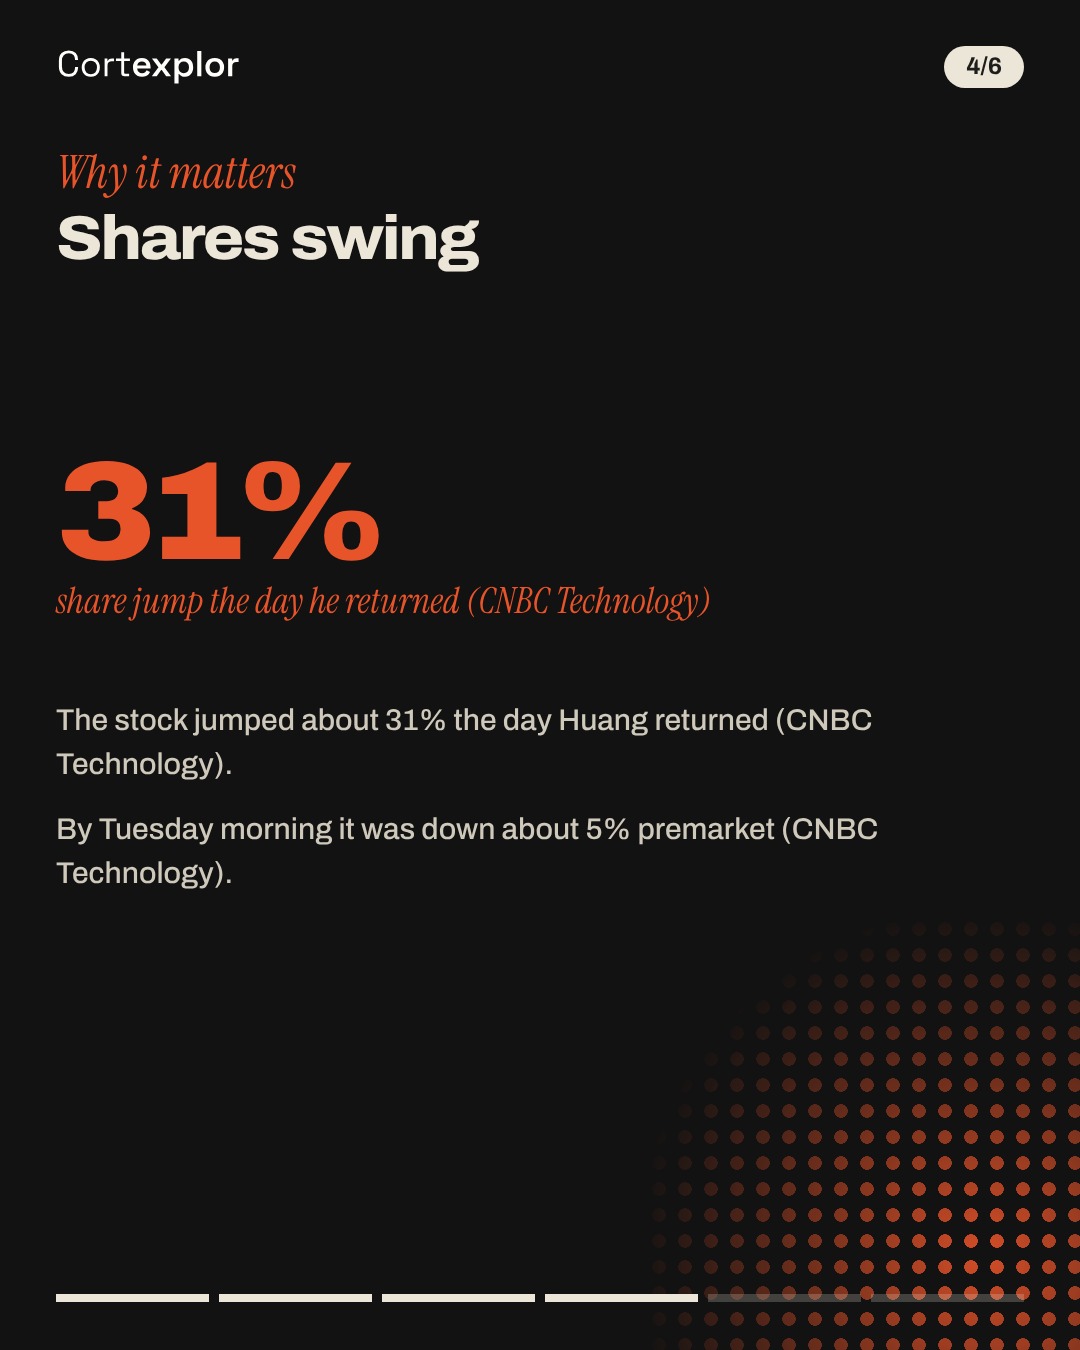 Cortexplor
4/6
Why it matters
Shares swing
31%
share jump the day he returned (CNBC Technology)
The stock jumped about 31% the day Huang returned (CNBC
Technology).
By Tuesday morning it was down about 5% premarket (CNBC
Technology).